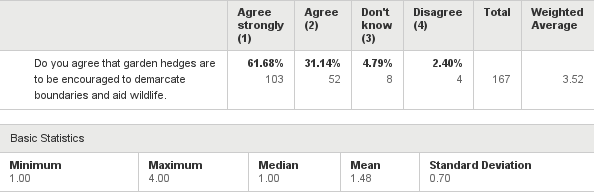 Agree strongly (1) Agree (2) Don't know (3) Disagree (4) Total Weighted Average
Do you agree that garden hedges are to be encouraged to demarcate boundaries and aid wildlife. 61.68% 103 31.14% 52 4.79% 8 2.40% 4 167 3.52
Basic Statistics
Minimum Maximum Median Mean Standard Deviation
1.00 4.00 1.00 1.48 0.70